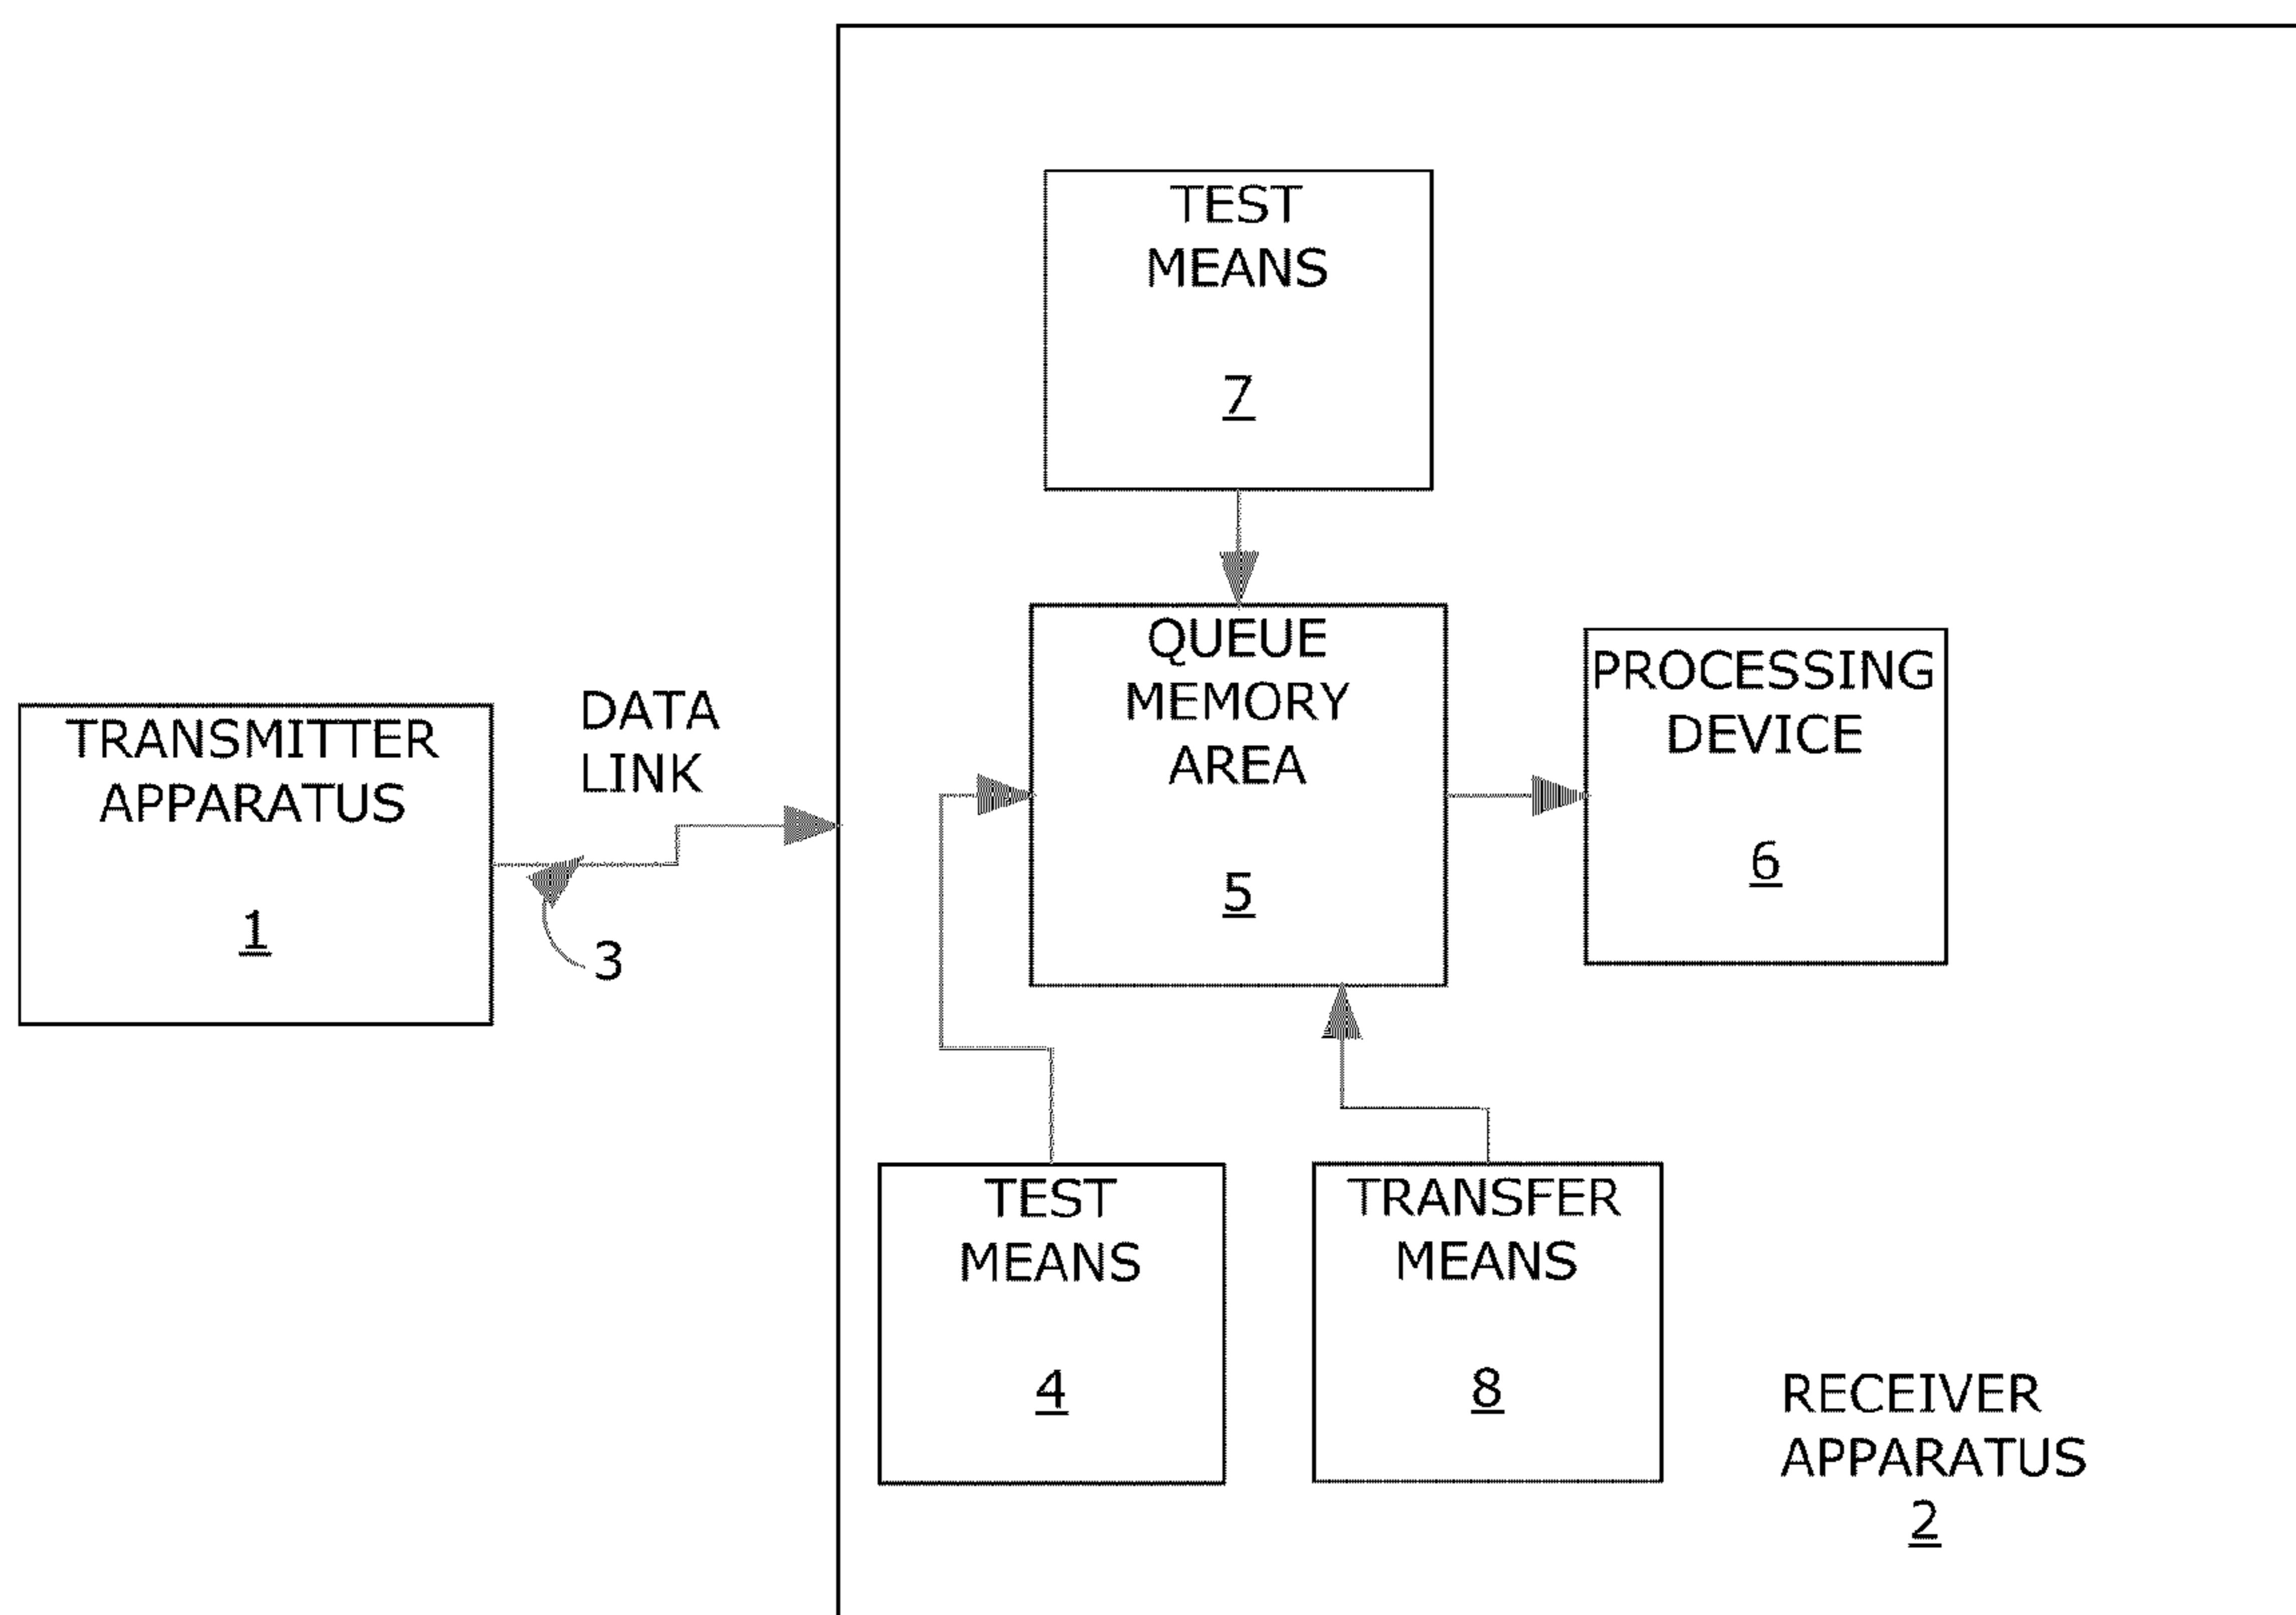 TEST
MEANS
7
QUEUE
MEMORY
AREA
5
PROCESSING
DEVICE
6
TRANSMITTER
APPARATUS
1
DATA
LINK
3
TEST
MEANS
4
TRANSFER
MEANS
8
RECEIVER
APPARATUS
2